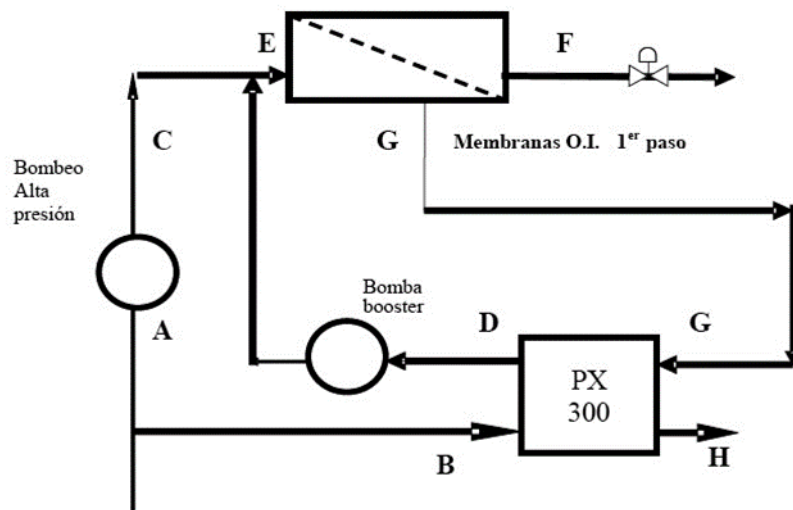 E
F
C
G
Membranas O.I. 1er paso
Bombeo
Alta
presión
A
Bomba
booster
D
G
PX
300
B
H